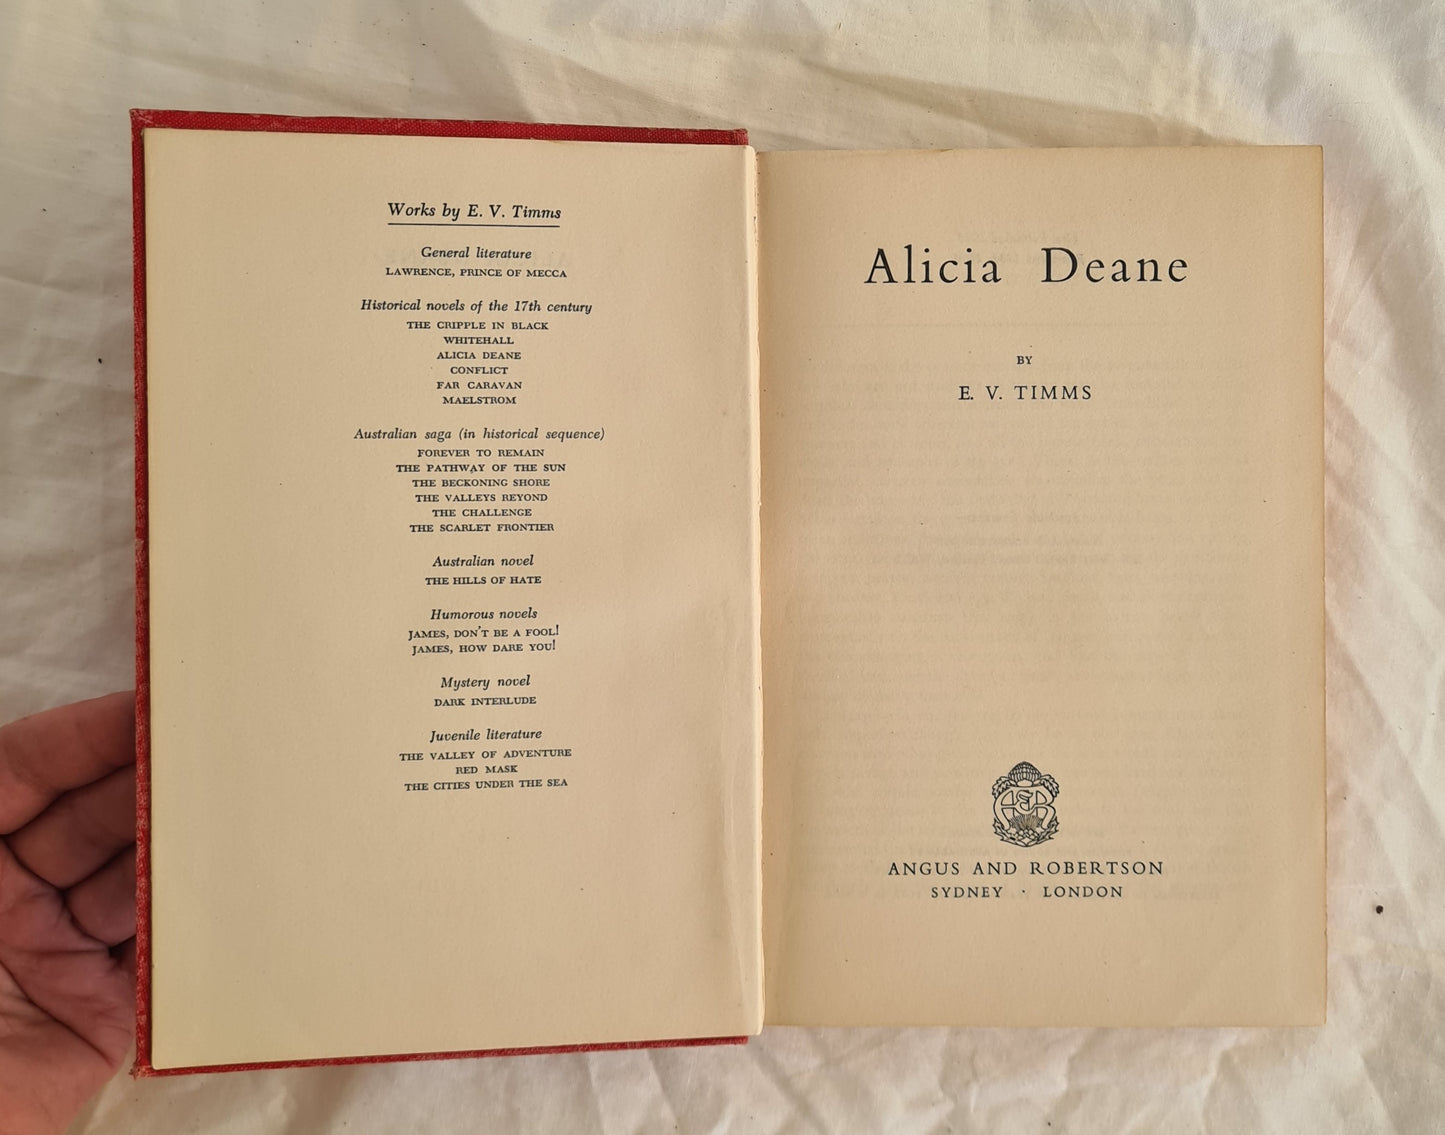 Works by E. V. Timms
General literature
LAWRENCE, PRINCE OF MECCA
Historical novels of the 17th century
THE CRIPPLE IN BLACK
WHITEHALL
ALICIA DEANE
CONFLICT
FAR CARAVAN
MAELSTROM
Australian saga (in historical sequence)
FOREVER TO REMAIN
THE PATHWAY OF THE SUN
THE BECKONING SHORE
THE VALLEYS BEYOND
THE CHALLENGE
THE SCARLET FRONTIER
Australian novel
THE HILLS OF HATE
Humorous novels
JAMES, DON'T BE A FOOL!
JAMES, HOW DARE YOU!
Mystery novel
DARK INTERLUDE
Juvenile literature
THE VALLEY OF ADVENTURE
RED MASK
THE CITIES UNDER THE SEA
Alicia Deane
BY
E. V. TIMMS
A&R
ANGUS AND ROBERTSON
SYDNEY · LONDON